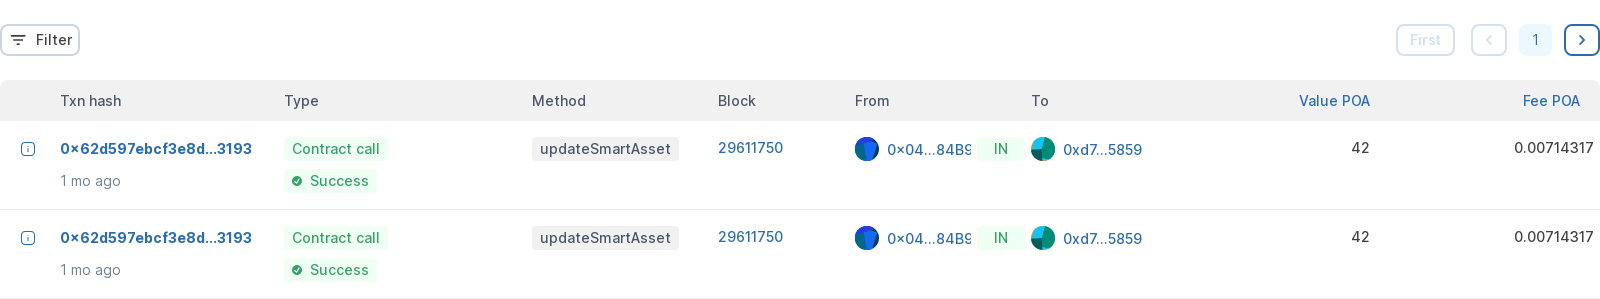 Filter First 1
Txn hash Type Method Block From To Value POA Fee POA
0x62d597ebcf3e8d...3193 Contract call updateSmartAsset 29611750 0x04...84B9 IN 0xd7...5859 42 0.00714317
1 mo ago Success
0x62d597ebcf3e8d...3193 Contract call updateSmartAsset 29611750 0x04...84B9 IN 0xd7...5859 42 0.00714317
1 mo ago Success